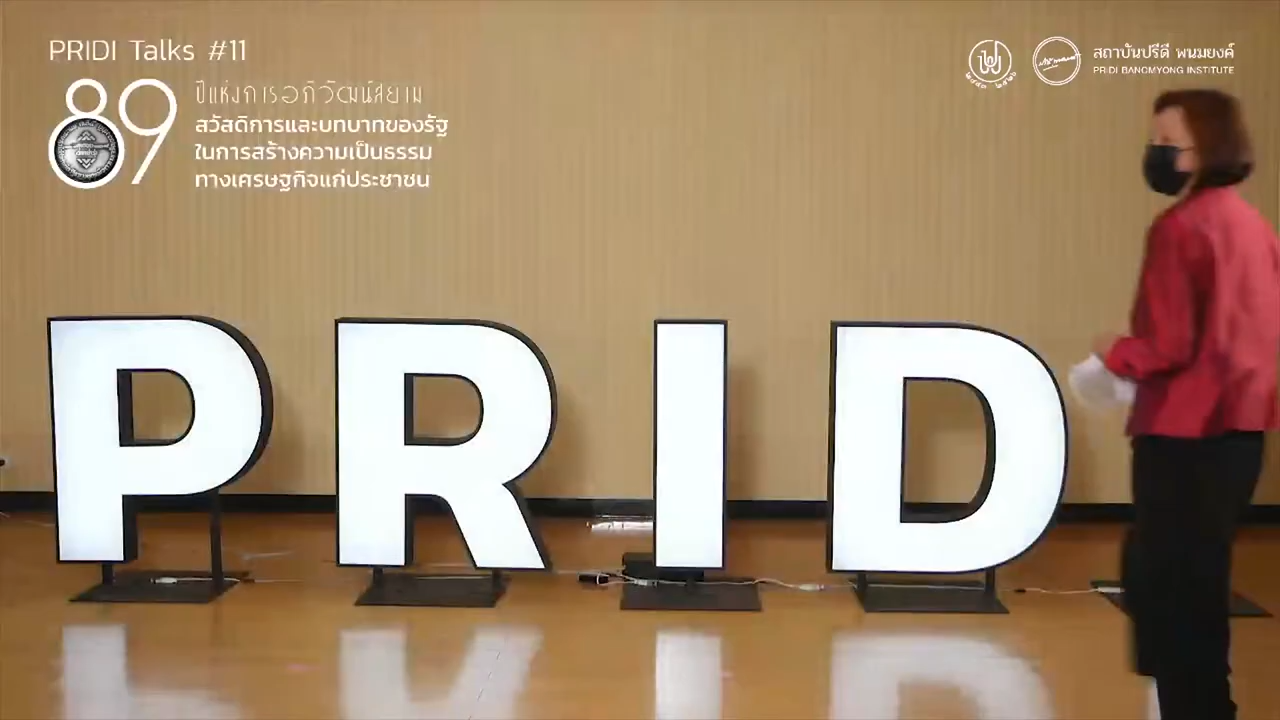 PRIDI Talks #11
89
ปีแห่งการอภิวัฒน์สยาม
สวัสดิการและบทบาทของรัฐ
ในการสร้างความเป็นธรรม
ทางเศรษฐกิจแก่ประชาชน
สถาบันปรีดี พนมยงค์
PRIDI BANOMYONG INSTITUTE
PRID